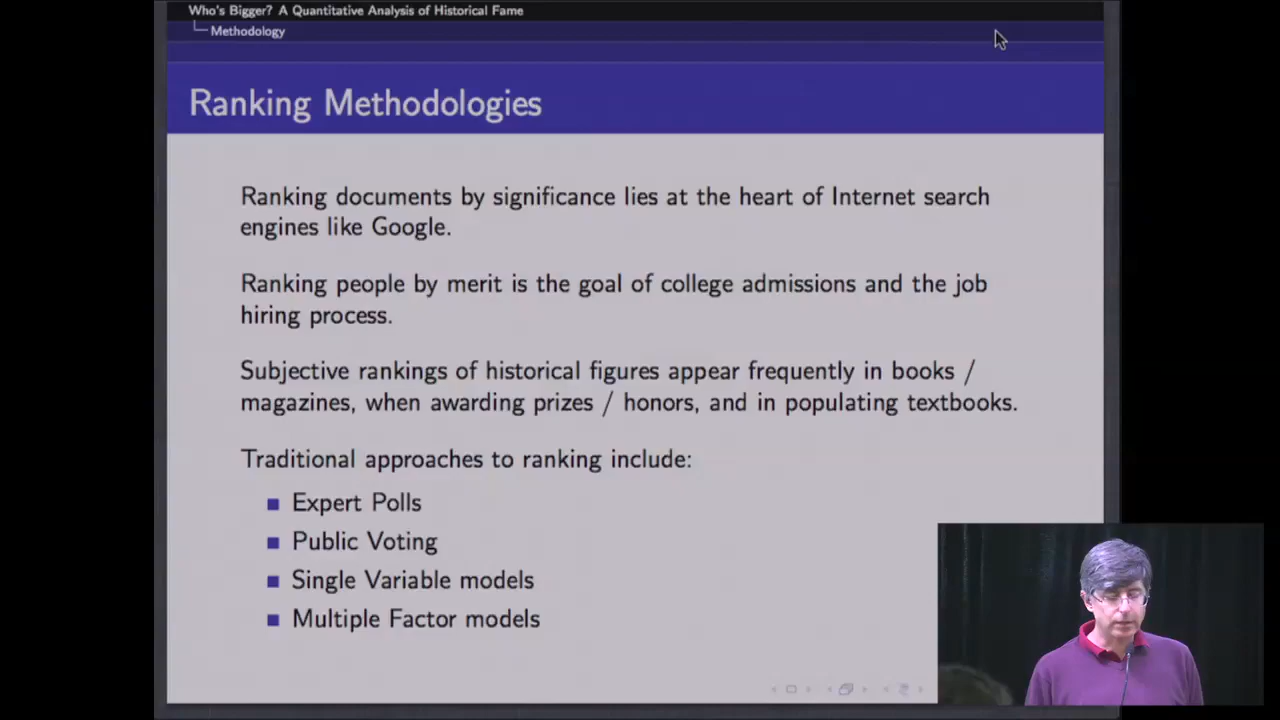 Who's Bigger? A Quantitative Analysis of Historical Fame
Methodology
Ranking Methodologies
Ranking documents by significance lies at the heart of Internet search
engines like Google.
Ranking people by merit is the goal of college admissions and the job
hiring process.
Subjective rankings of historical figures appear frequently in books /
magazines, when awarding prizes / honors, and in populating textbooks.
Traditional approaches to ranking include:
Expert Polls
Public Voting
Single Variable models
Multiple Factor models